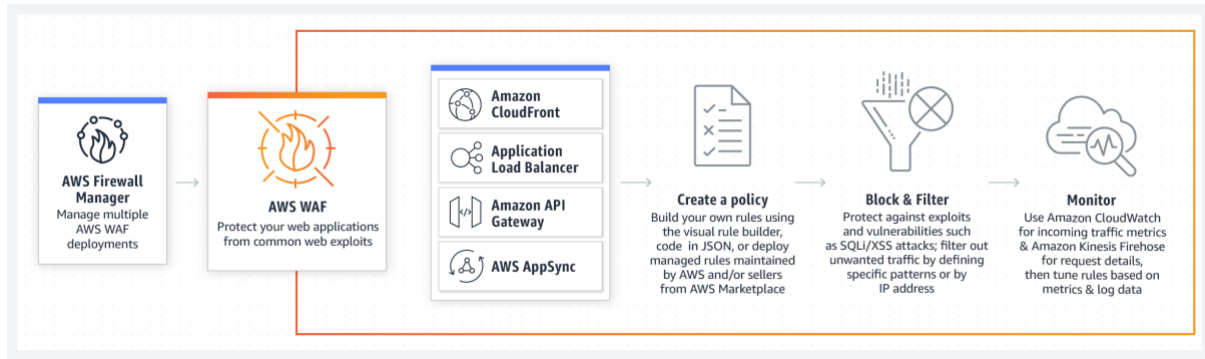 AWS Firewall
Manager
Manage multiple
AWS WAF
deployments
AWS WAF
Protect your web applications
from common web exploits
Amazon
CloudFront
Application
Load Balancer
Amazon API
Gateway
AWS AppSync
Create a policy
Build your own rules using
the visual rule builder,
code in JSON, or deploy
managed rules maintained
by AWS and/or sellers
from AWS Marketplace
Block & Filter
Protect against exploits
and vulnerabilities such
as SQLi/XSS attacks; filter out
unwanted traffic by defining
specific patterns or by
IP address
Monitor
Use Amazon CloudWatch
for incoming traffic metrics
& Amazon Kinesis Firehose
for request details,
then tune rules based on
metrics & log data